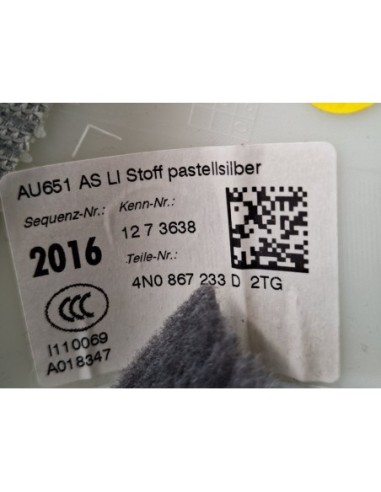 AU651 AS LI Stoff pastellsilber
Sequenz-Nr.: Kenn-Nr.:
2016 12 7 3638
Teile-Nr.:
4N0 867 233 D 2TG
CCC
I110069
A018347